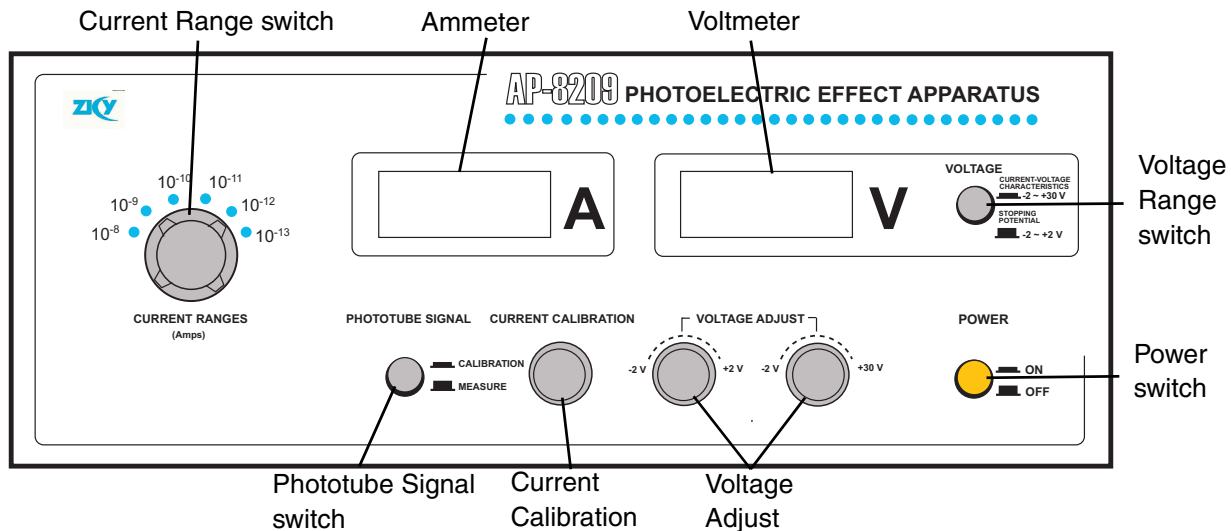 Current Range switch
Ammeter
Voltmeter
ZKY
AP-8209 PHOTOELECTRIC EFFECT APPARATUS
10-8
10-9
10-10
10-11
10-12
10-13
CURRENT RANGES
(Amps)
A
V
VOLTAGE
CURRENT-VOLTAGE
CHARACTERISTICS
-2 ~ +30 V
STOPPING
POTENTIAL
-2 ~ +2 V
Voltage
Range
switch
PHOTOTUBE SIGNAL
CALIBRATION
MEASURE
CURRENT CALIBRATION
VOLTAGE ADJUST
-2 V
+2 V
-2 V
+30 V
POWER
ON
OFF
Power
switch
Phototube Signal
switch
Current
Calibration
Voltage
Adjust